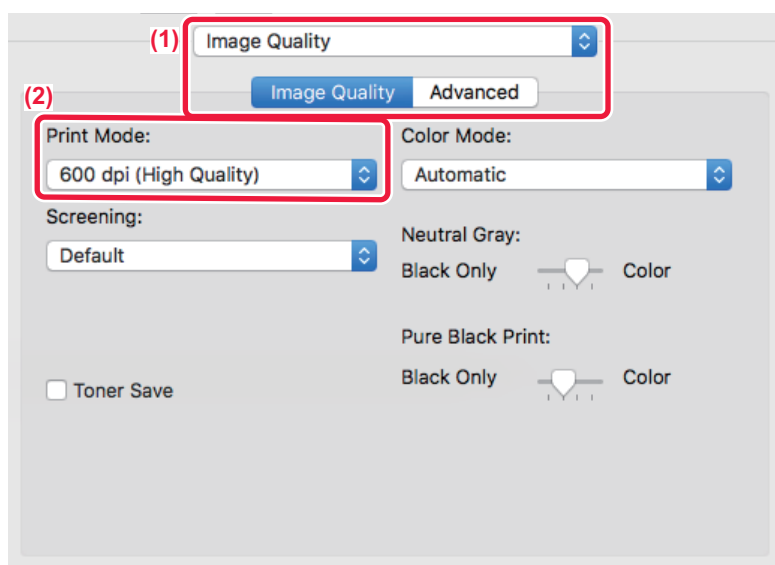 (1)
Image Quality
Image Quality Advanced
(2)
Print Mode:
600 dpi (High Quality)
Screening:
Default
Toner Save
Color Mode:
Automatic
Neutral Gray:
Black Only Color
Pure Black Print:
Black Only Color